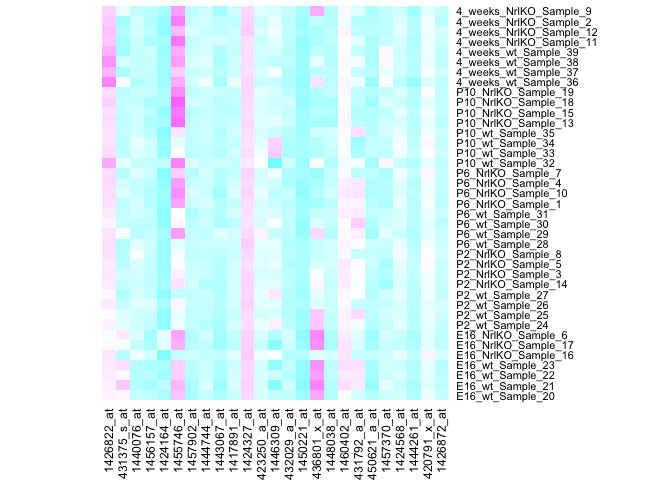 4_weeks_NrlKO_Sample_9
4_weeks_NrlKO_Sample_2
4_weeks_NrlKO_Sample_12
4_weeks_NrlKO_Sample_11
4_weeks_wt_Sample_39
4_weeks_wt_Sample_38
4_weeks_wt_Sample_37
4_weeks_wt_Sample_36
P10_NrlKO_Sample_19
P10_NrlKO_Sample_18
P10_NrlKO_Sample_15
P10_NrlKO_Sample_13
P10_wt_Sample_35
P10_wt_Sample_34
P10_wt_Sample_33
P10_wt_Sample_32
P6_NrlKO_Sample_7
P6_NrlKO_Sample_4
P6_NrlKO_Sample_10
P6_NrlKO_Sample_1
P6_wt_Sample_31
P6_wt_Sample_30
P6_wt_Sample_29
P6_wt_Sample_28
P2_NrlKO_Sample_8
P2_NrlKO_Sample_5
P2_NrlKO_Sample_3
P2_NrlKO_Sample_14
P2_wt_Sample_27
P2_wt_Sample_26
P2_wt_Sample_25
P2_wt_Sample_24
E16_NrlKO_Sample_6
E16_NrlKO_Sample_17
E16_NrlKO_Sample_16
E16_wt_Sample_23
E16_wt_Sample_22
E16_wt_Sample_21
E16_wt_Sample_20
1426822_at
431375_s_at
1440076_at
1456157_at
1424164_at
1455746_at
1457902_at
1444744_at
1443067_at
1417891_at
1424327_at
423250_a_at
1446309_at
432029_a_at
1450221_at
436801_x_at
1448038_at
1460402_at
431792_a_at
450621_a_at
1457370_at
1424568_at
1444261_at
420791_x_at
1426872_at